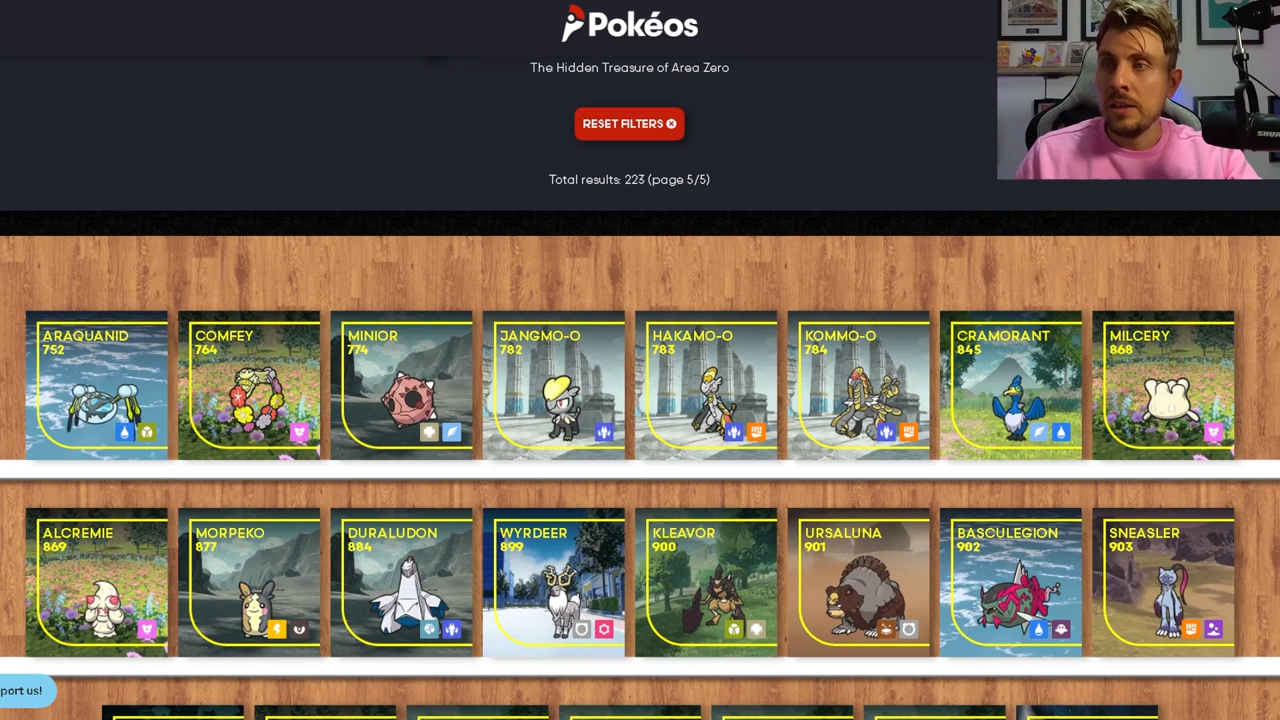 Pokéos
The Hidden Treasure of Area Zero
RESET FILTERS
Total results: 223 (page 5/5)
ARAQUANID
752
COMFEY
764
MINIOR
774
JANGMO-O
782
HAKAMO-O
783
KOMMO-O
784
CRAMORANT
845
MILCERY
868
ALCREMIE
869
MORPEKO
877
DURALUDON
884
WYRDEER
899
KLEAVOR
900
URSALUNA
901
BASCULEGION
902
SNEASLER
903
port us!